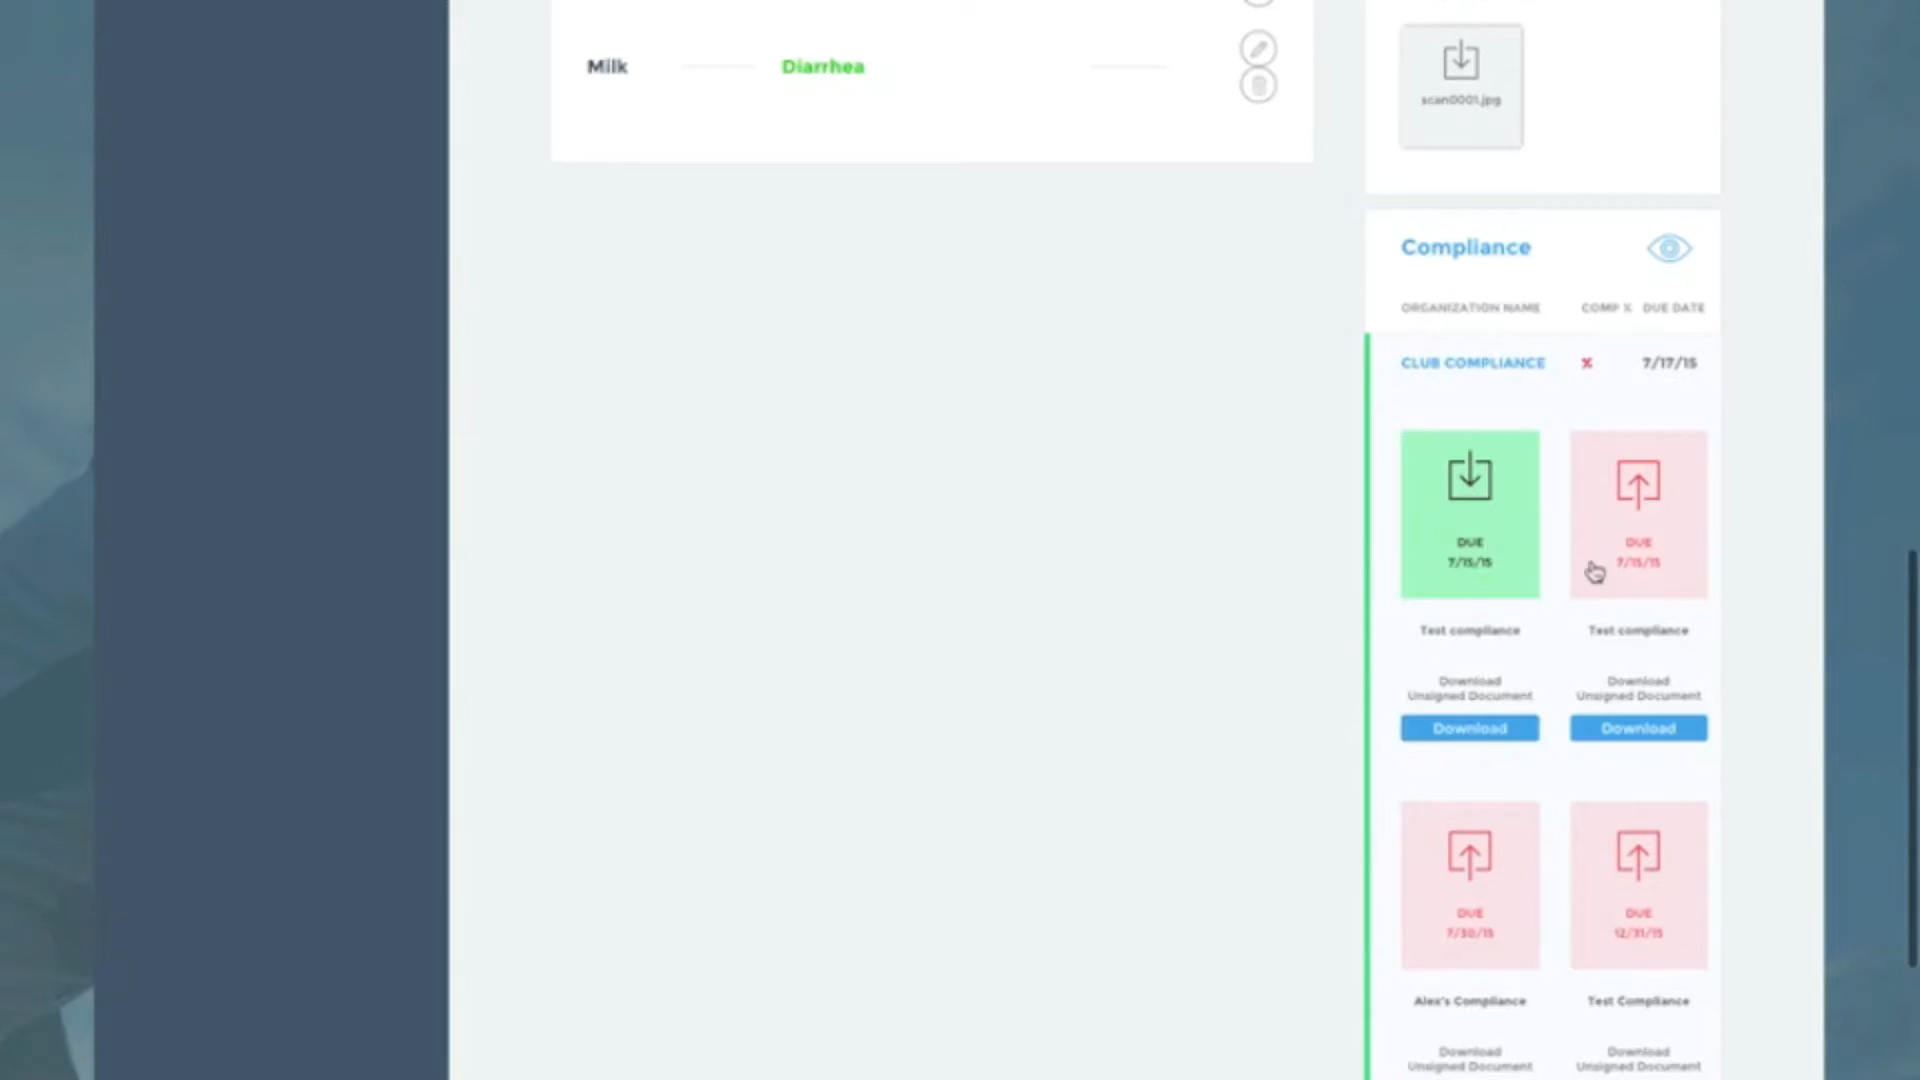 Milk
Diarrhea
scan0001.jpg
Compliance
ORGANIZATION NAME COMP % DUE DATE
CLUB COMPLIANCE % 7/17/15
DUE
7/15/15
DUE
7/15/15
Test compliance
Test compliance
Download
Unsigned Document
Download
Unsigned Document
Download
Download
DUE
7/30/15
DUE
12/31/15
Alex's Compliance
Test Compliance
Download
Unsigned Document
Download
Unsigned Document